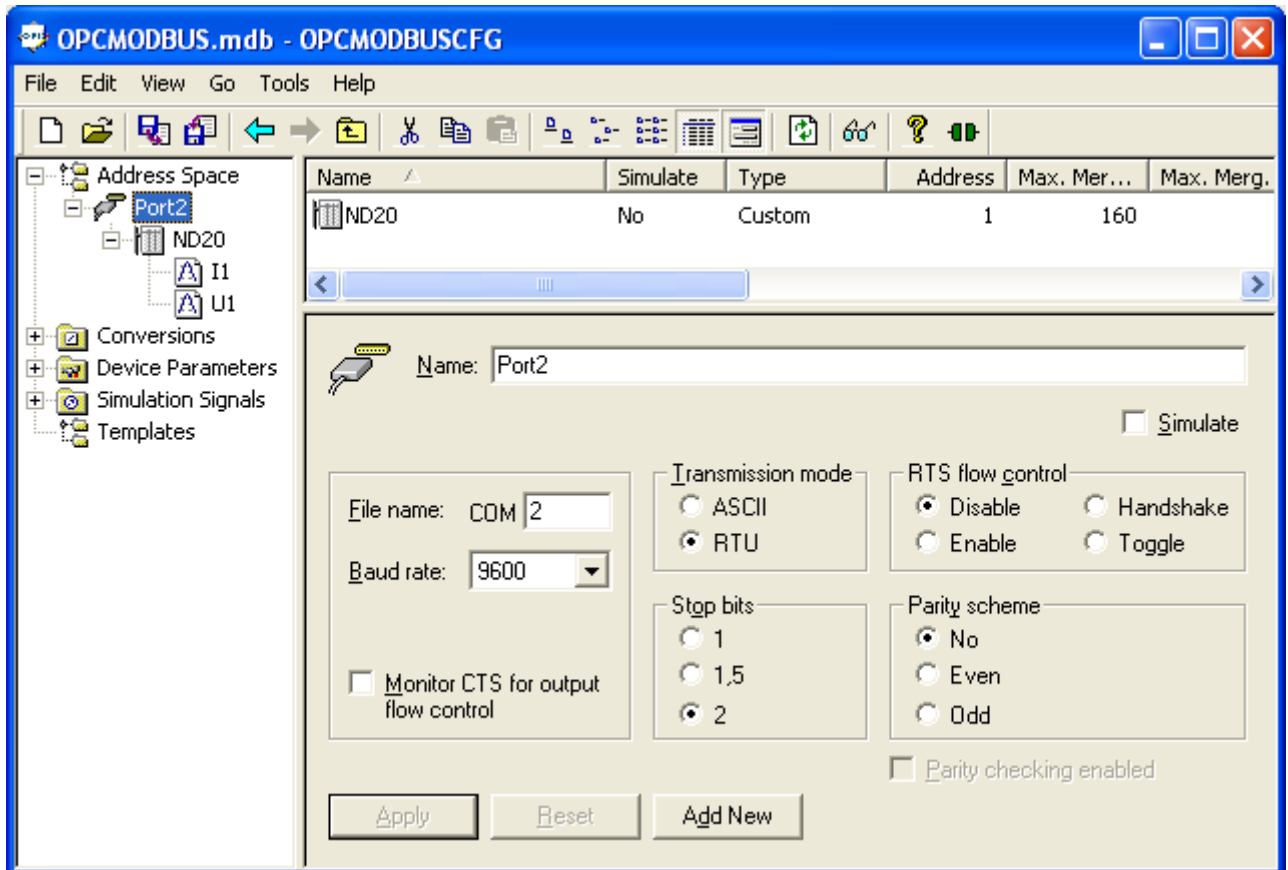 OPCMODBUS.mdb - OPCMODBUSCFG
File Edit View Go Tools Help
Address Space
Port2
ND20
I1
U1
Conversions
Device Parameters
Simulation Signals
Templates
Name Simulate Type Address Max. Mer... Max. Merg.
ND20 No Custom 1 160
Name: Port2
Simulate
File name: COM 2
Baud rate: 9600
Monitor CTS for output
flow control
Transmission mode
ASCII
RTU
RTS flow control
Disable Handshake
Enable Toggle
Stop bits
1
1,5
2
Parity scheme
No
Even
Odd
Parity checking enabled
Apply Reset Add New